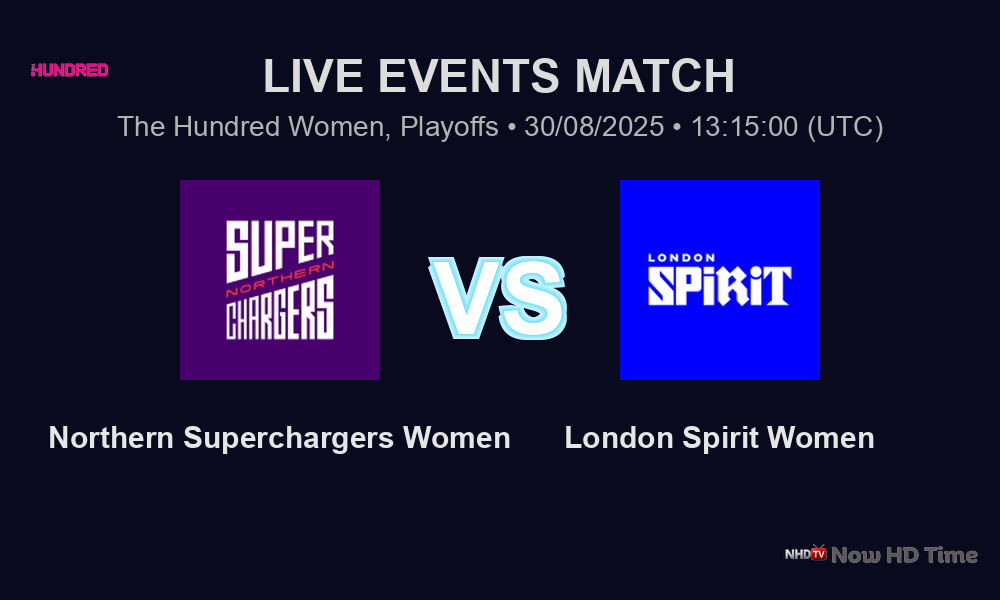 HUNDRED
LIVE EVENTS MATCH
The Hundred Women, Playoffs • 30/08/2025 • 13:15:00 (UTC)
SUPER
NORTHERN
CHARGERS
VS
LONDON
SPIRIT
Northern Superchargers Women
London Spirit Women
NHD TV Now HD Time